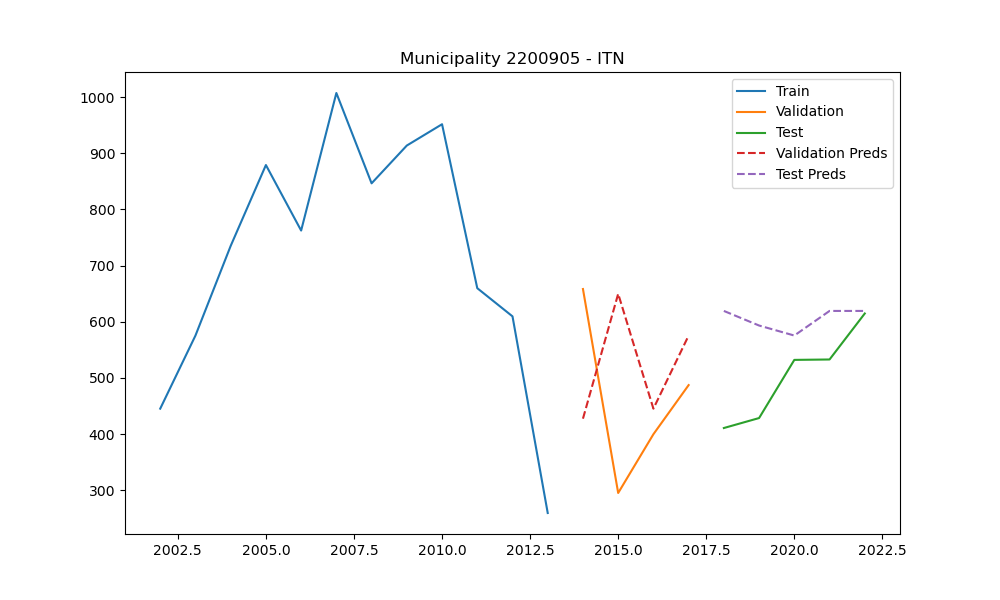 Municipality 2200905 - ITN
1000
900
800
700
600
500
400
300
2002.5 2005.0 2007.5 2010.0 2012.5 2015.0 2017.5 2020.0 2022.5
Train
Validation
Test
Validation Preds
Test Preds